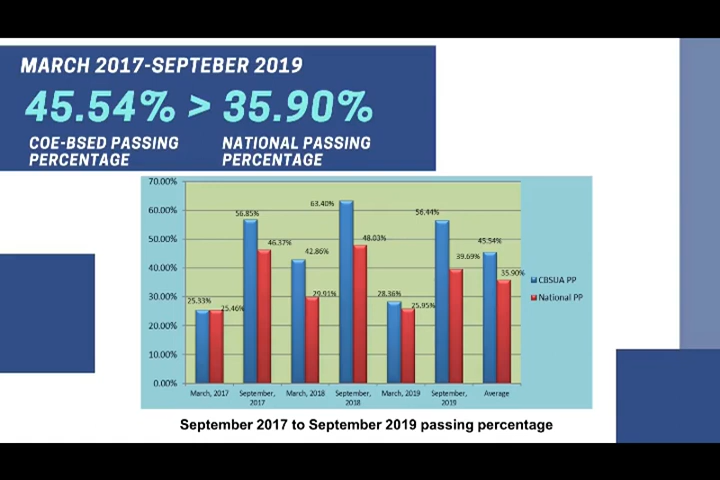 MARCH 2017-SEPTEBER 2019
45.54% > 35.90%
COE-BSED PASSING
PERCENTAGE
NATIONAL PASSING
PERCENTAGE
70.00%
60.00%
50.00%
40.00%
30.00%
20.00%
10.00%
0.00%
25.33%
25.46%
56.85%
46.37%
42.86%
29.91%
63.40%
48.03%
28.36%
25.95%
56.44%
39.69%
45.54%
35.90%
March, 2017
September,
2017
March, 2018
September,
2018
March, 2019
September,
2019
Average
CBSUA PP
National PP
September 2017 to September 2019 passing percentage